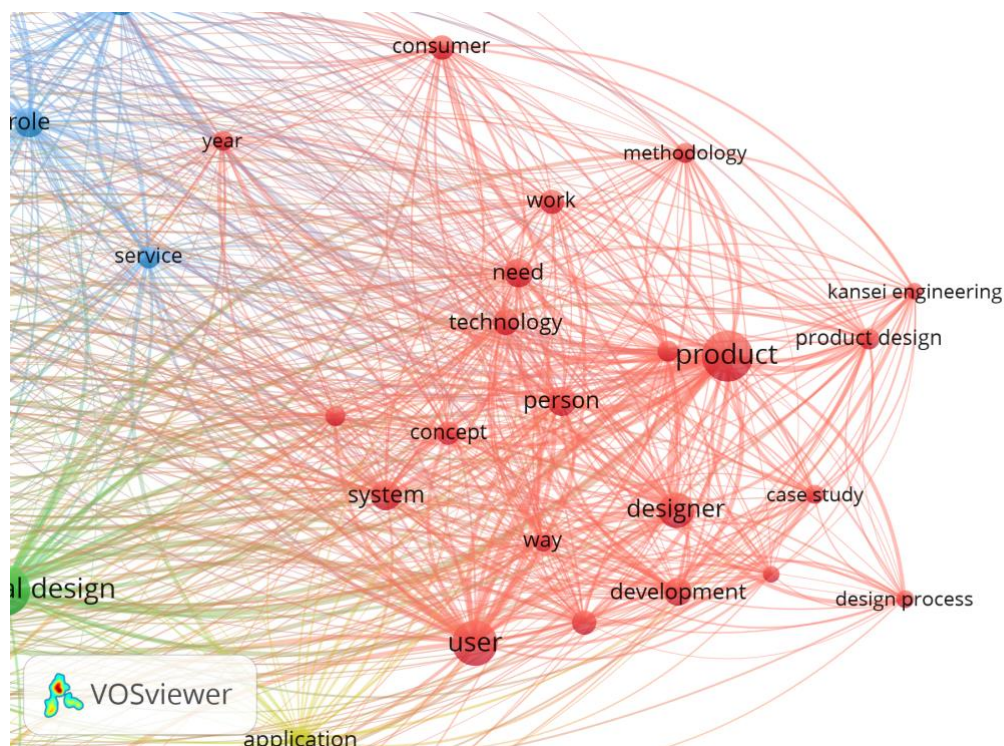 consumer
role
year
methodology
work
service
need
kansei engineering
technology
product design
product
person
concept
system
case study
designer
way
al design
development
design process
user
VOSviewer
application